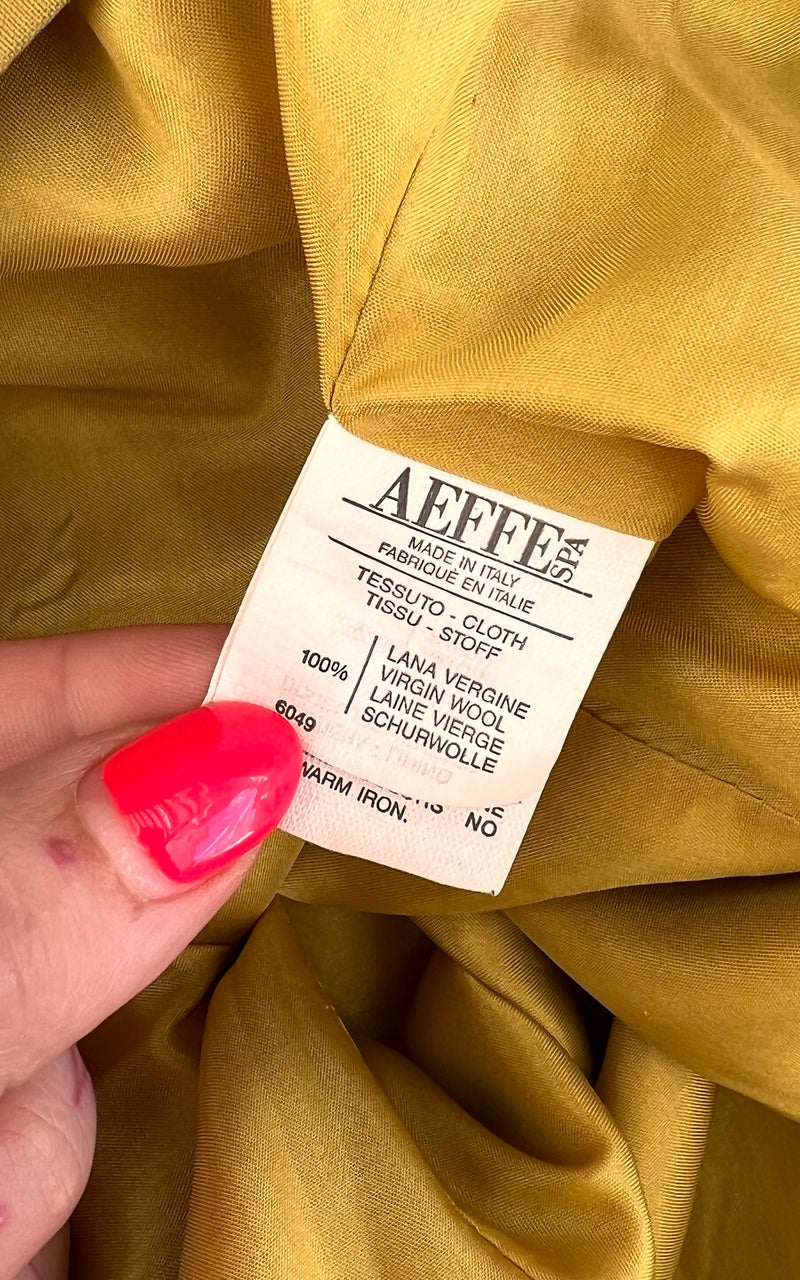 AEFFE SPA
MADE IN ITALY
FABRIQUÉ EN ITALIE
TESSUTO - CLOTH
TISSU - STOFF
100%
LANA VERGINE
VIRGIN WOOL
LAINE VIERGE
SCHURWOLLE
6049
WARM IRON. NO